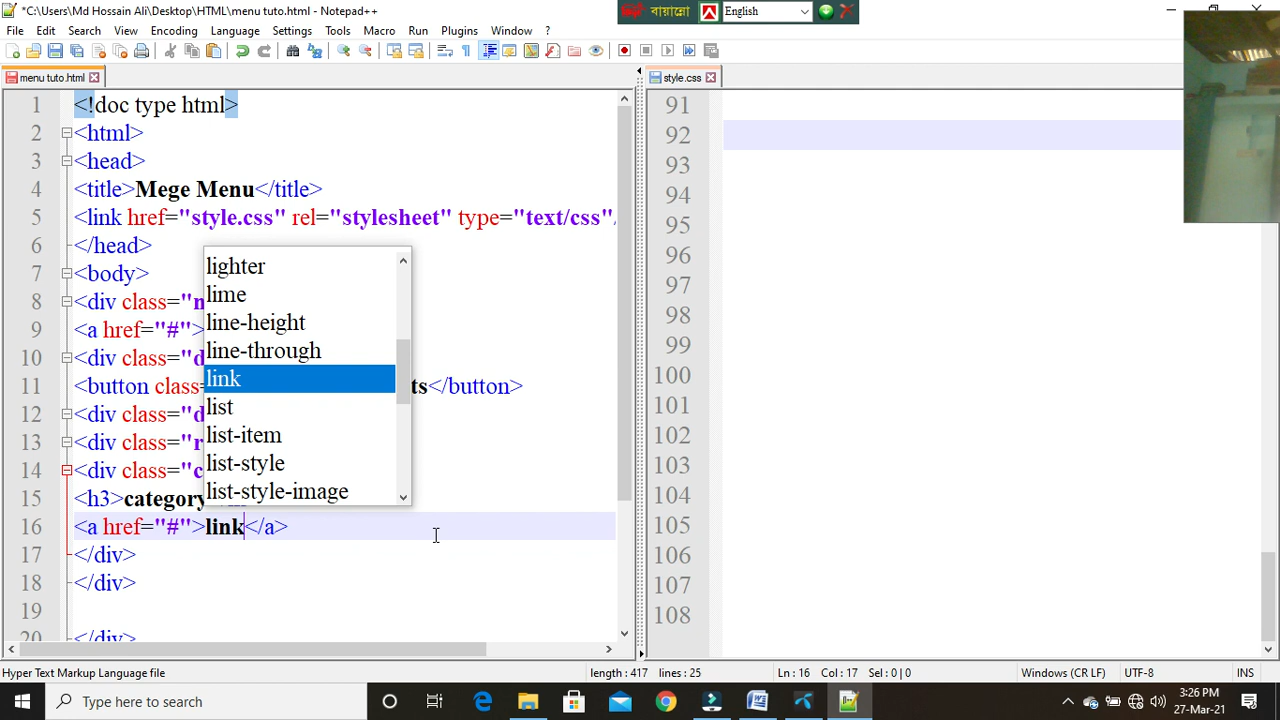 *C:\Users\Md Hossain Ali\Desktop\HTML\menu tuto.html - Notepad++
বায়ান্নো
English
File Edit Search View Encoding Language Settings Tools Macro Run Plugins Window ?
menu tuto.html
style.css
1 <!doc type html>
2 <html>
3 <head>
4 <title>Mege Menu</title>
5 <link href="style.css" rel="stylesheet" type="text/css"
6 </head>
7 <body>
8 <div class="
9 <a href="#">
10 <div class="d
11 <button class= ts</button>
12 <div class="d
13 <div class="r
14 <div class="c
15 <h3>category
16 <a href="#">link</a>
17 </div>
18 </div>
19
20 </div>
lighter
lime
line-height
line-through
link
list
list-item
list-style
list-style-image
91
92
93
94
95
96
97
98
99
100
101
102
103
104
105
106
107
108
Hyper Text Markup Language file length : 417 lines : 25 Ln : 16 Col : 17 Sel : 0 | 0 Windows (CR LF) UTF-8 INS
Type here to search
3:26 PM
27-Mar-21